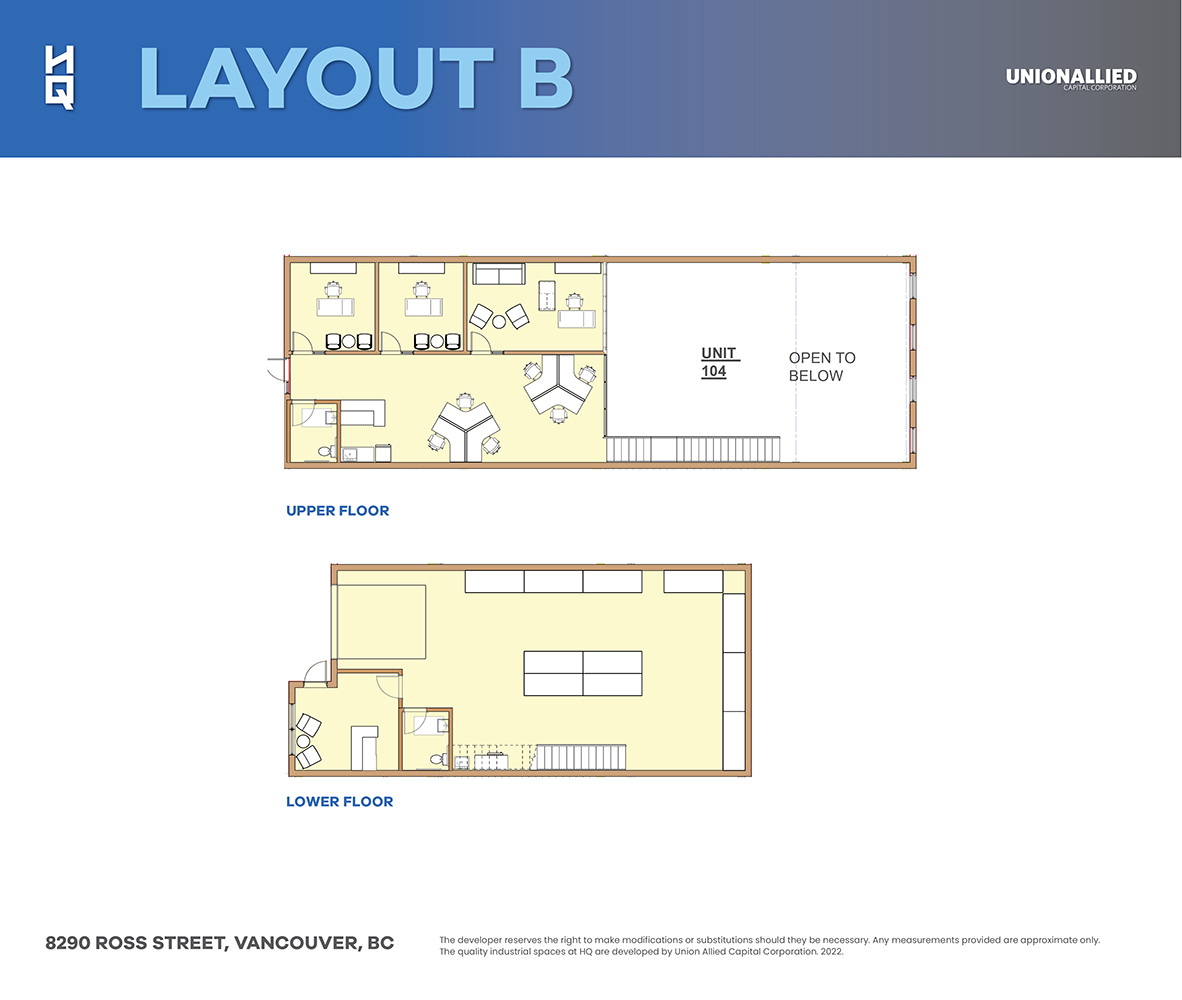 HQ
LAYOUT B
UNIONALLIED
CAPITAL CORPORATION
UNIT
104
OPEN TO
BELOW
UPPER FLOOR
LOWER FLOOR
8290 ROSS STREET, VANCOUVER, BC
The developer reserves the right to make modifications or substitutions should they be necessary. Any measurements provided are approximate only.
The quality industrial spaces at HQ are developed by Union Allied Capital Corporation. 2022.